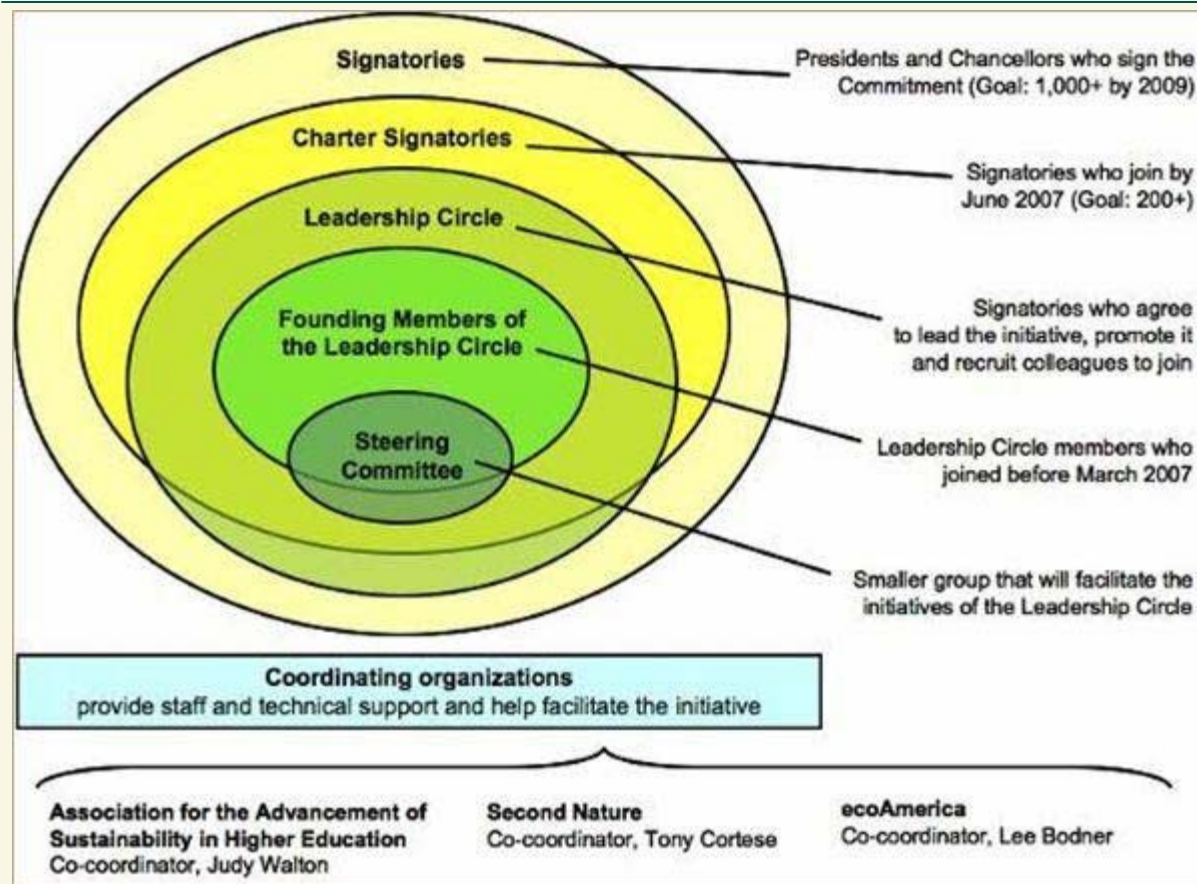 Signatories
Presidents and Chancellors who sign the
Commitment (Goal: 1,000+ by 2009)
Charter Signatories
Signatories who join by
June 2007 (Goal: 200+)
Leadership Circle
Signatories who agree
to lead the initiative, promote it
and recruit colleagues to join
Founding Members of
the Leadership Circle
Leadership Circle members who
joined before March 2007
Steering
Committee
Smaller group that will facilitate the
initiatives of the Leadership Circle
Coordinating organizations
provide staff and technical support and help facilitate the initiative
Association for the Advancement of
Sustainability in Higher Education
Co-coordinator, Judy Walton
Second Nature
Co-coordinator, Tony Cortese
ecoAmerica
Co-coordinator, Lee Bodner